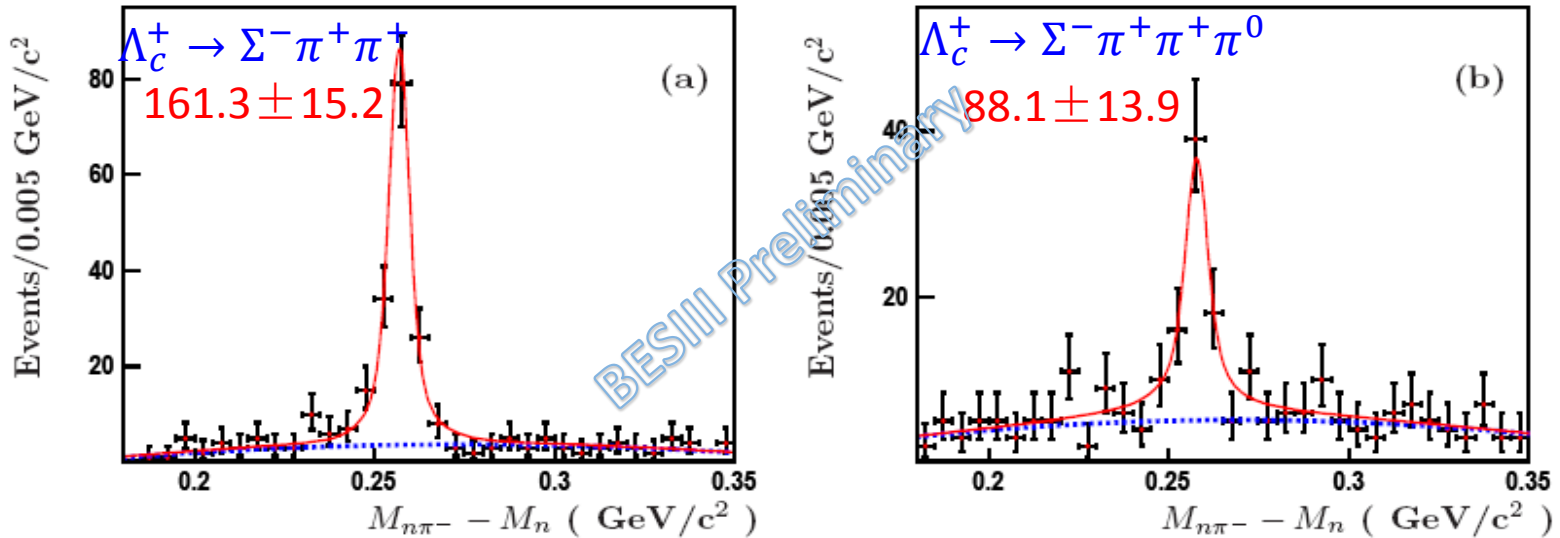 Λc+ → Σ−π+π+
161.3±15.2
(a)
Events/0.005 GeV/c2
80
60
40
20
0.2 0.25 0.3 0.35
Mnπ− − Mn ( GeV/c2 )
Λc+ → Σ−π+π+π0
88.1±13.9
(b)
Events/0.005 GeV/c2
40
20
0.2 0.25 0.3 0.35
Mnπ− − Mn ( GeV/c2 )
BESIII Preliminary